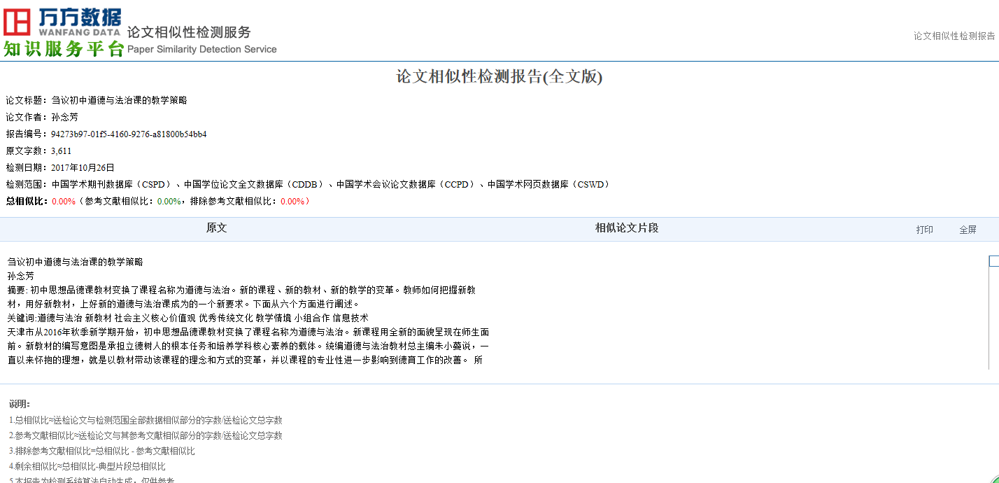 万方数据
WANFANG DATA
知识服务平台
论文相似性检测服务
Paper Similarity Detection Service
论文相似性检测报告
论文相似性检测报告(全文版)
论文标题：刍议初中道德与法治课的教学策略
论文作者：孙念芳
报告编号：94273b97-01f5-4160-9276-a81800b54bb4
原文字数：3,611
检测日期：2017年10月26日
检测范围：中国学术期刊数据库（CSPD）、中国学位论文全文数据库（CDDB）、中国学术会议论文数据库（CCPD）、中国学术网页数据库（CSWD）
总相似比：0.00%（参考文献相似比：0.00%，排除参考文献相似比：0.00%）
原文 相似论文片段 打印 全屏
刍议初中道德与法治课的教学策略
孙念芳
摘要: 初中思想品德课教材变换了课程名称为道德与法治。新的课程、新的教材、新的教学的变革。教师如何把握新教
材，用好新教材，上好新的道德与法治课成为的一个新要求。下面从六个方面进行阐述。
关键词:道德与法治 新教材 社会主义核心价值观 优秀传统文化 教学情境 小组合作 信息技术
天津市从2016年秋季新学期开始，初中思想品德课教材变换了课程名称为道德与法治。新课程用全新的面貌呈现在师生面
前。新教材的编写意图是承担立德树人的根本任务和培养学科核心素养的载体。统编道德与法治教材总主编朱小蔓说，一
直以来怀抱的理想，就是以教材带动该课程的理念和方式的变革，并以课程的专业性进一步影响到德育工作的改善。 所
说明：
1.总相似比≈送检论文与检测范围全部数据相似部分的字数/送检论文总字数
2.参考文献相似比≈送检论文与其参考文献相似部分的字数/送检论文总字数
3.排除参考文献相似比=总相似比 - 参考文献相似比
4.剩余相似比≈总相似比-典型片段总相似比
5.本报告为检测系统算法自动生成，仅供参考